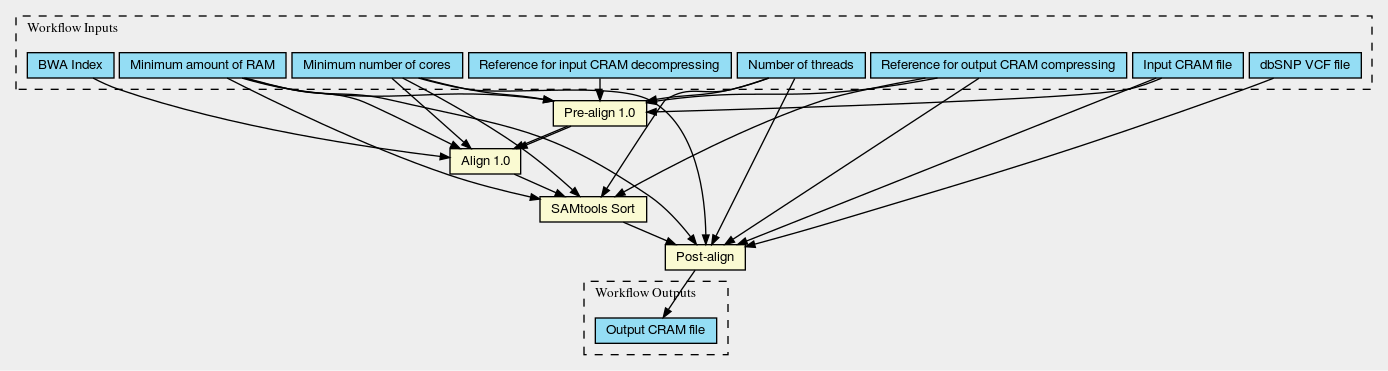 Workflow Inputs
BWA Index
Minimum amount of RAM
Minimum number of cores
Reference for input CRAM decompressing
Number of threads
Reference for output CRAM compressing
Input CRAM file
dbSNP VCF file
Pre-align 1.0
Align 1.0
SAMtools Sort
Post-align
Workflow Outputs
Output CRAM file